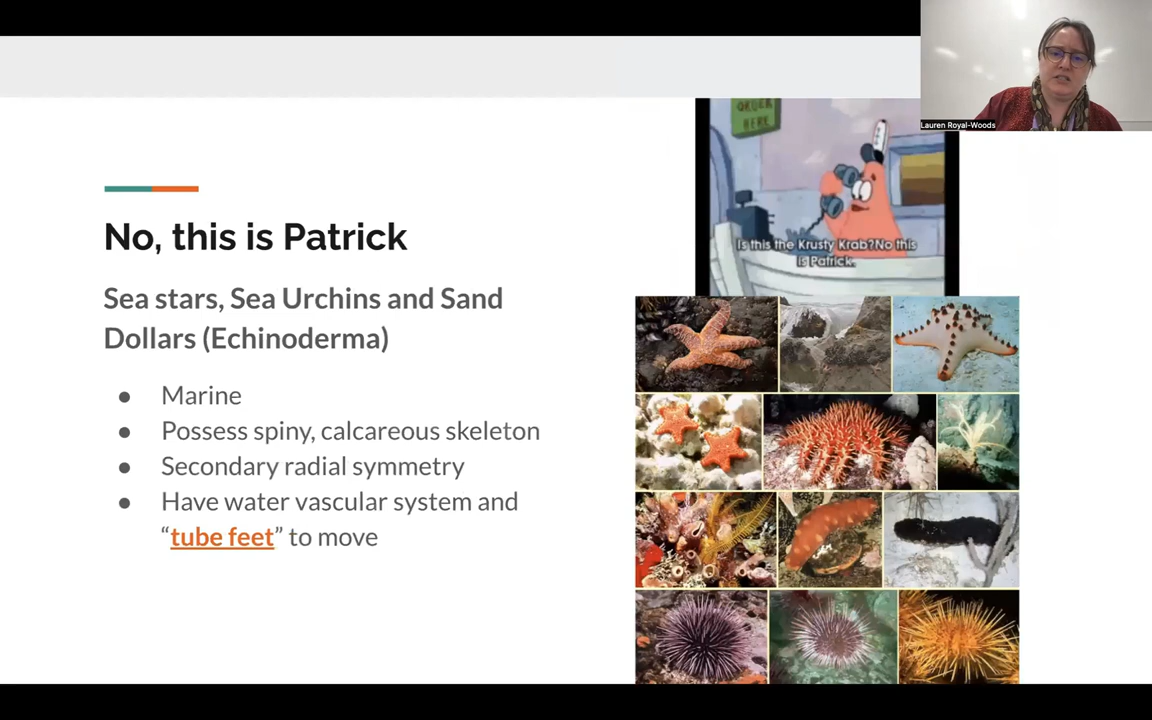 Lauren Royal-Woods
ORDER
HERE
Is this the Krusty Krab?No this
is Patrick.
No, this is Patrick
Sea stars, Sea Urchins and Sand
Dollars (Echinoderma)
● Marine
● Possess spiny, calcareous skeleton
● Secondary radial symmetry
● Have water vascular system and
“tube feet” to move